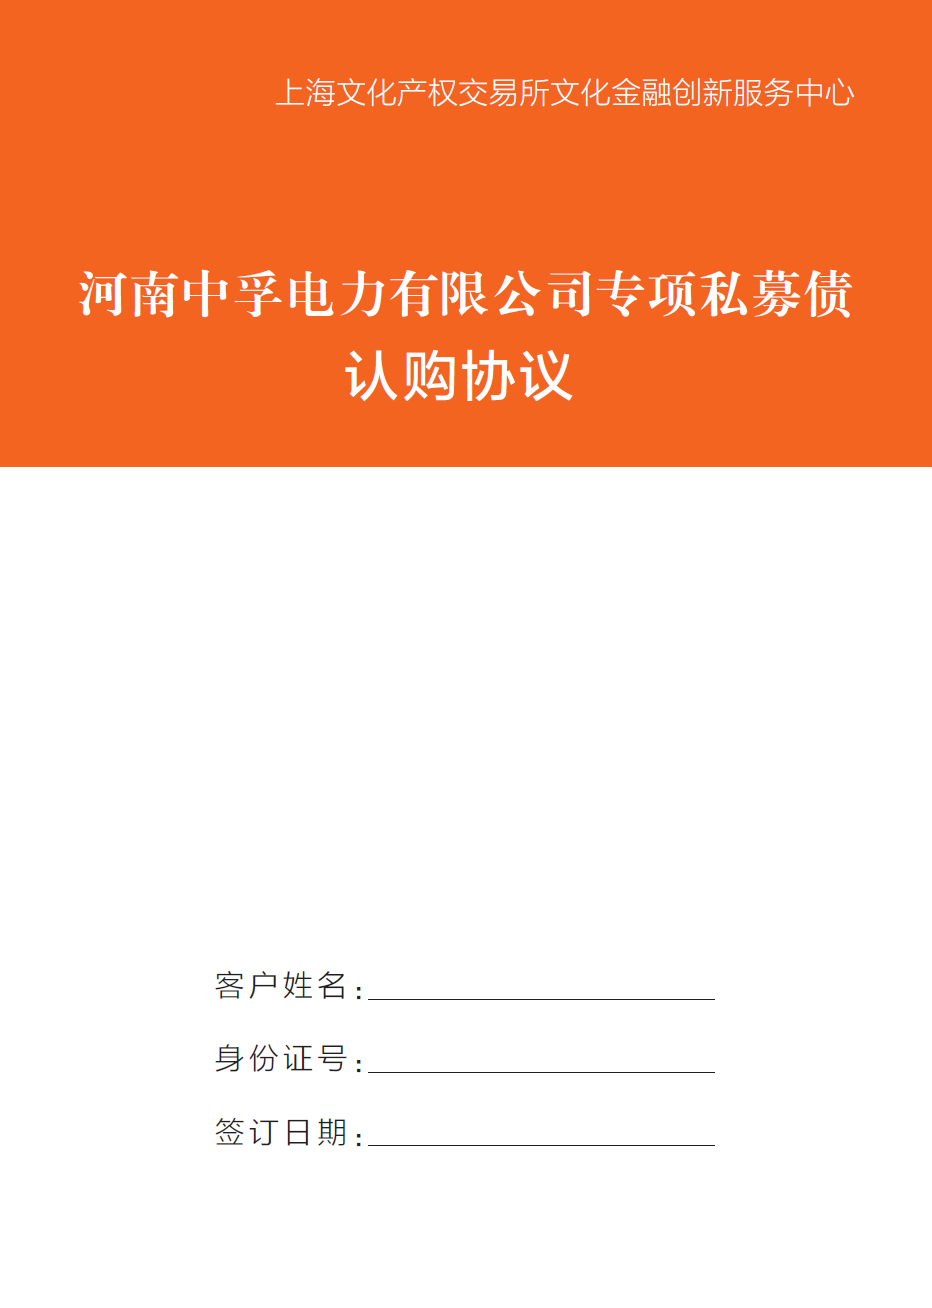 上海文化产权交易所文化金融创新服务中心
河南中孚电力有限公司专项私募债
认购协议
客户姓名:
身份证号:
签订日期: